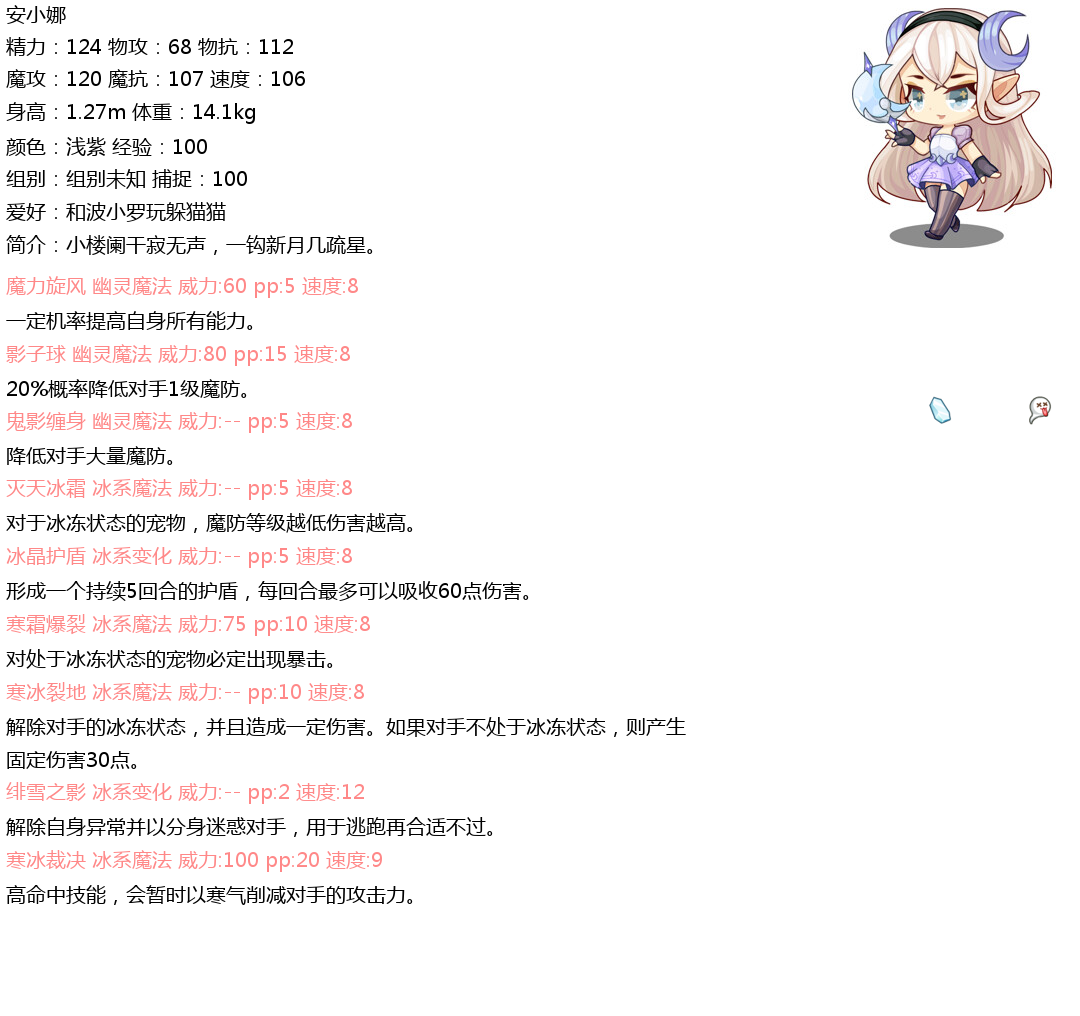 安小娜
精力：124 物攻：68 物抗：112
魔攻：120 魔抗：107 速度：106
身高：1.27m 体重：14.1kg
颜色：浅紫 经验：100
组别：组别未知 捕捉：100
爱好：和波小罗玩躲猫猫
简介：小楼阑干寂无声，一钩新月几疏星。
魔力旋风 幽灵魔法 威力:60 pp:5 速度:8
一定机率提高自身所有能力。
影子球 幽灵魔法 威力:80 pp:15 速度:8
20%概率降低对手1级魔防。
鬼影缠身 幽灵魔法 威力:-- pp:5 速度:8
降低对手大量魔防。
灭天冰霜 冰系魔法 威力:-- pp:5 速度:8
对于冰冻状态的宠物，魔防等级越低伤害越高。
冰晶护盾 冰系变化 威力:-- pp:5 速度:8
形成一个持续5回合的护盾，每回合最多可以吸收60点伤害。
寒霜爆裂 冰系魔法 威力:75 pp:10 速度:8
对处于冰冻状态的宠物必定出现暴击。
寒冰裂地 冰系魔法 威力:-- pp:10 速度:8
解除对手的冰冻状态，并且造成一定伤害。如果对手不处于冰冻状态，则产生
固定伤害30点。
绯雪之影 冰系变化 威力:-- pp:2 速度:12
解除自身异常并以分身迷惑对手，用于逃跑再合适不过。
寒冰裁决 冰系魔法 威力:100 pp:20 速度:9
高命中技能，会暂时以寒气削减对手的攻击力。